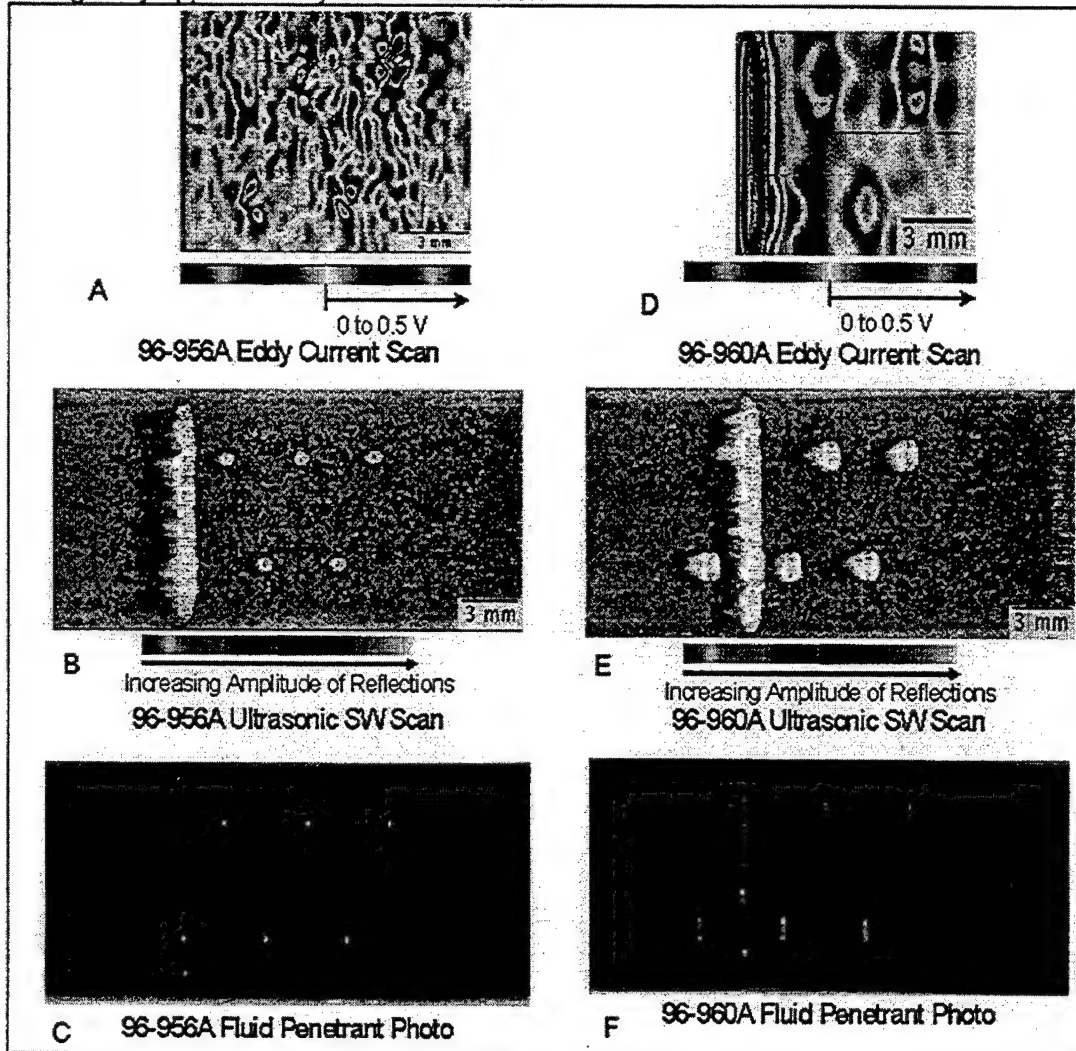 3 mm
3 mm
A
D
0 to 0.5 V
0 to 0.5 V
96-956A Eddy Current Scan
96-960A Eddy Current Scan
3 mm
3 mm
B
E
Increasing Amplitude of Reflections
Increasing Amplitude of Reflections
96-956A Ultrasonic SW Scan
96-960A Ultrasonic SW Scan
C
96-956A Fluid Penetrant Photo
F
96-960A Fluid Penetrant Photo